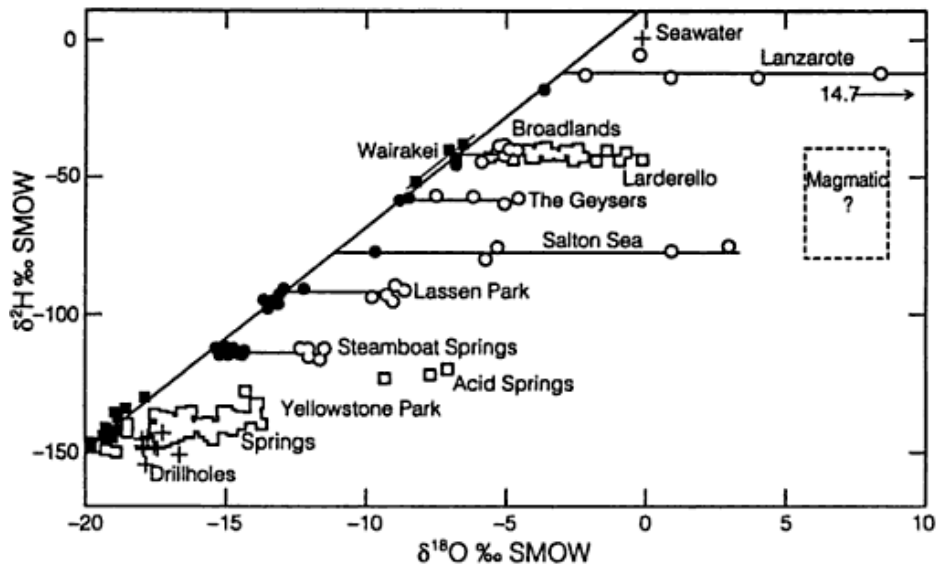 0
Seawater
Lanzarote
14.7
Broadlands
Wairakei
-50
Larderello
Magmatic
?
The Geysers
Salton Sea
Lassen Park
-100
Steamboat Springs
Acid Springs
Yellowstone Park
Springs
-150
Drillholes
δ²H ‰ SMOW
-20
-15
-10
-5
0
5
10
δ¹⁸O ‰ SMOW